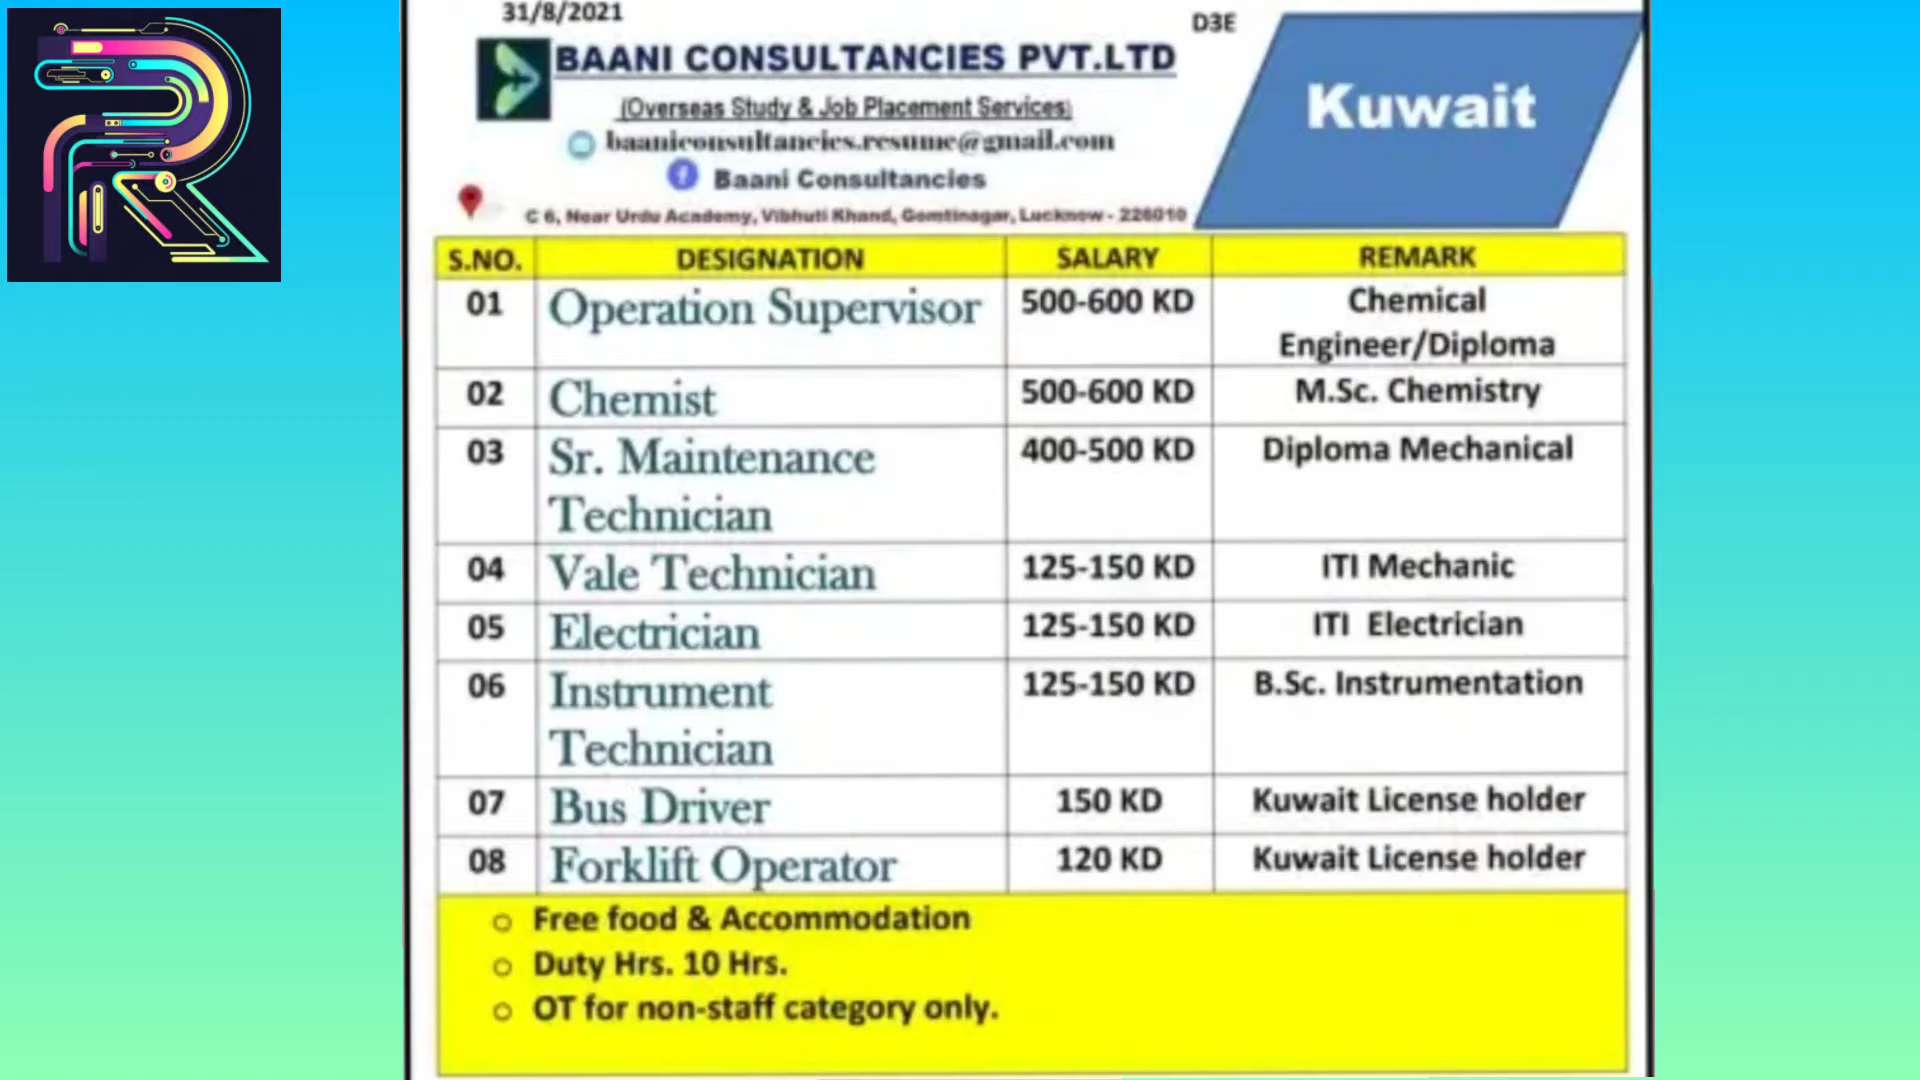 31/8/2021
D3E
BAANI CONSULTANCIES PVT.LTD
(Overseas Study & Job Placement Services)
baaniconsultancies.resume@gmail.com
Baani Consultancies
C 6, Near Urdu Academy, Vibhuti Khand, Gomtinagar, Lucknow - 226010
Kuwait
S.NO. DESIGNATION SALARY REMARK
01 Operation Supervisor 500-600 KD Chemical
Engineer/Diploma
02 Chemist 500-600 KD M.Sc. Chemistry
03 Sr. Maintenance 400-500 KD Diploma Mechanical
Technician
04 Vale Technician 125-150 KD ITI Mechanic
05 Electrician 125-150 KD ITI Electrician
06 Instrument 125-150 KD B.Sc. Instrumentation
Technician
07 Bus Driver 150 KD Kuwait License holder
08 Forklift Operator 120 KD Kuwait License holder
Free food & Accommodation
Duty Hrs. 10 Hrs.
OT for non-staff category only.